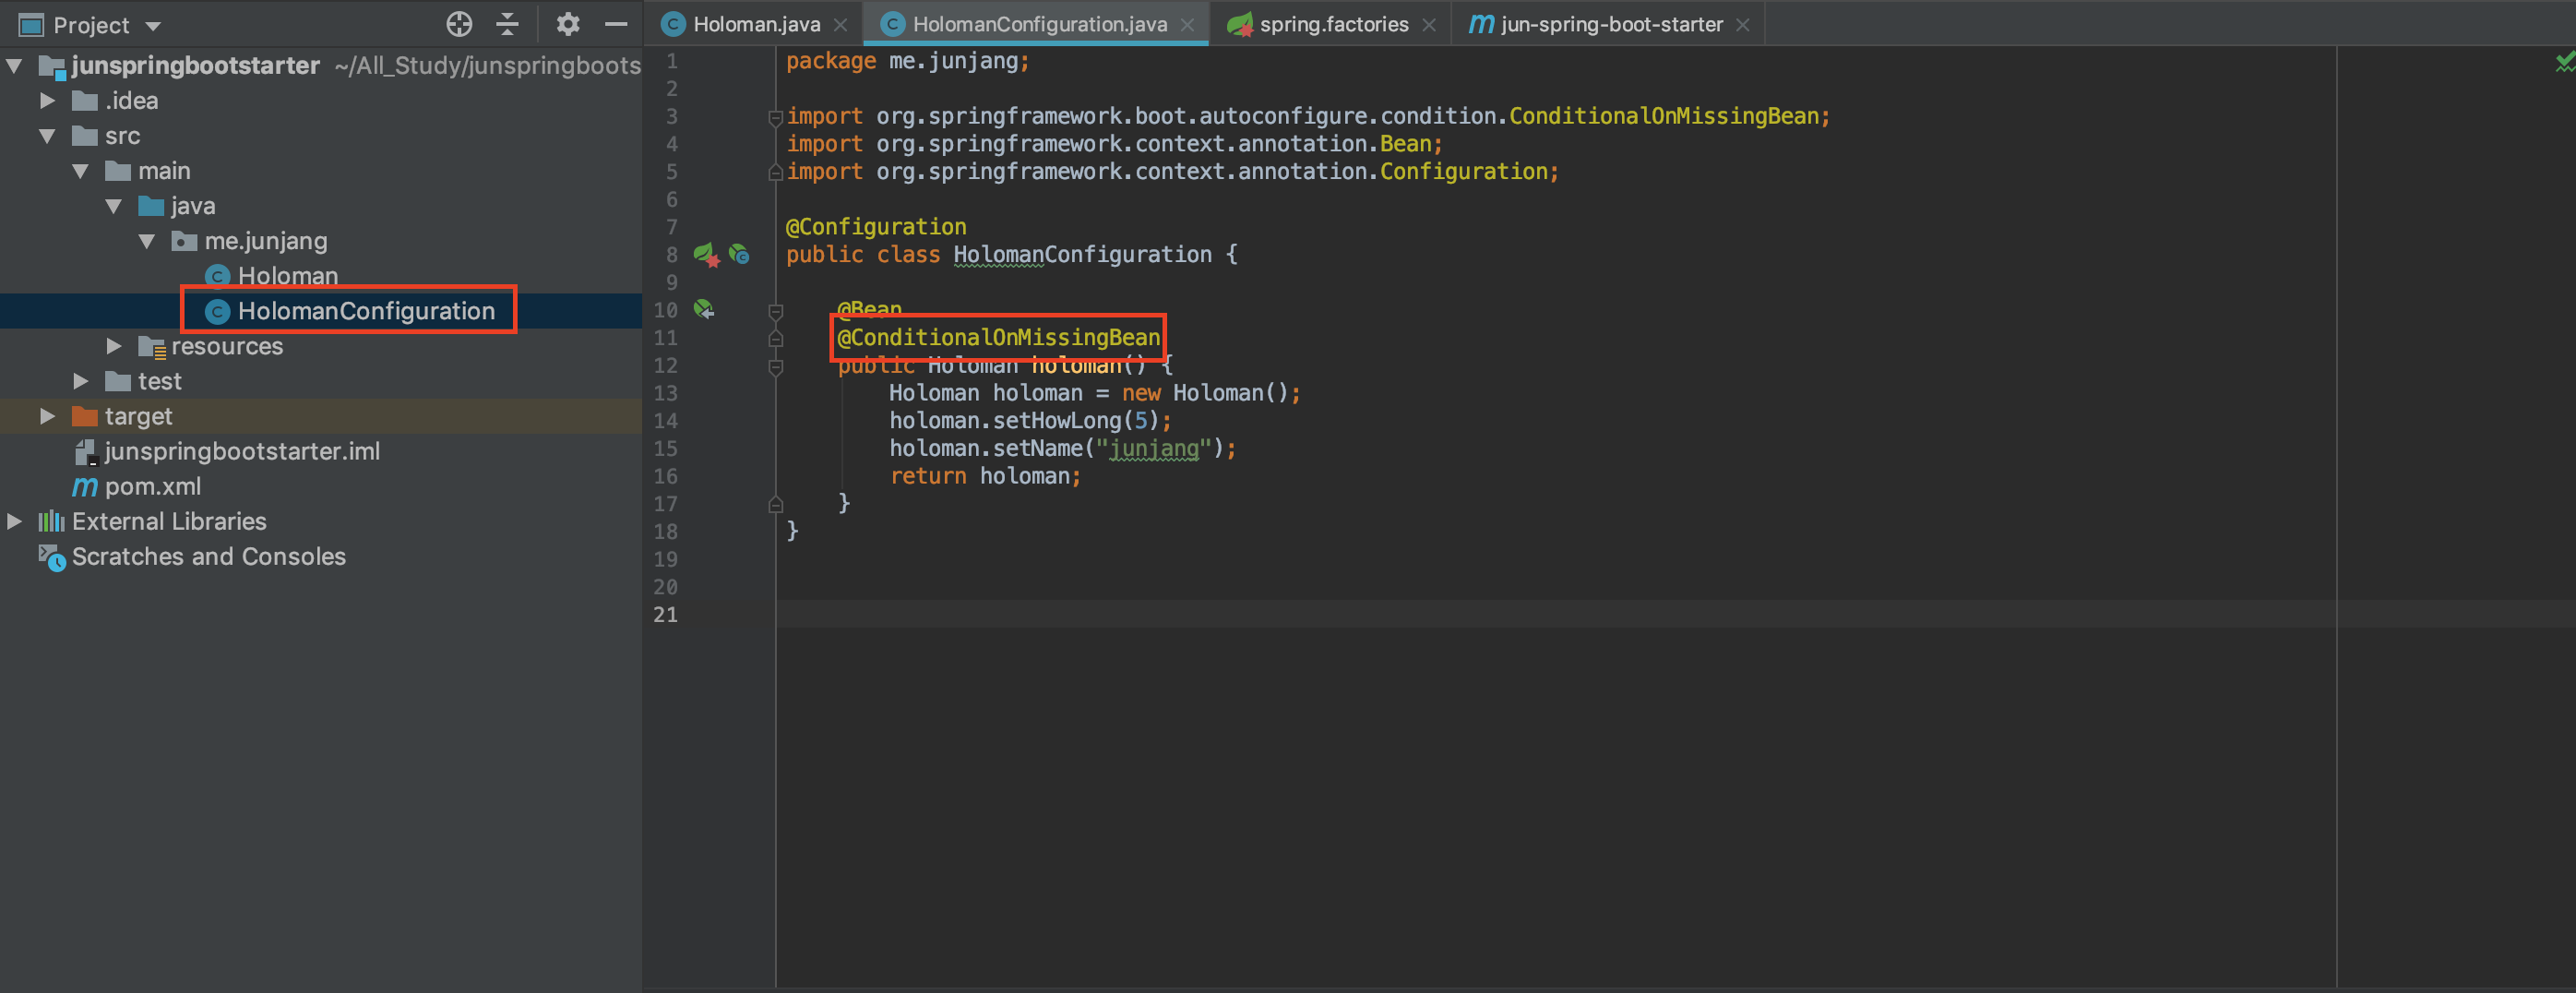 Project
junspringbootstarter ~/All_Study/junspringboots
.idea
src
main
java
me.junjang
Holoman
HolomanConfiguration
resources
test
target
junspringbootstarter.iml
pom.xml
External Libraries
Scratches and Consoles
Holoman.java HolomanConfiguration.java spring.factories jun-spring-boot-starter
1 package me.junjang;
2
3 import org.springframework.boot.autoconfigure.condition.ConditionalOnMissingBean;
4 import org.springframework.context.annotation.Bean;
5 import org.springframework.context.annotation.Configuration;
6
7 @Configuration
8 public class HolomanConfiguration {
9
10 @Bean
11 @ConditionalOnMissingBean
12 public Holoman holoman() {
13 Holoman holoman = new Holoman();
14 holoman.setHowLong(5);
15 holoman.setName("junjang");
16 return holoman;
17 }
18 }
19
20
21